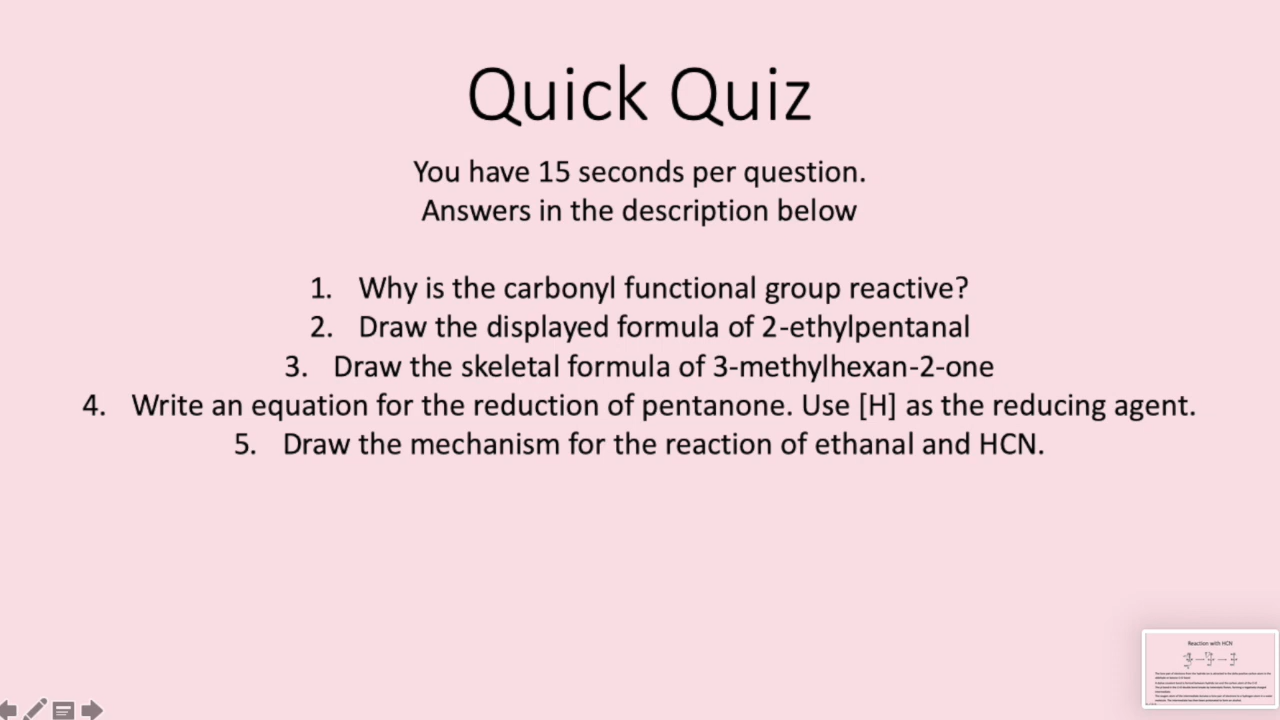 Quick Quiz
You have 15 seconds per question.
Answers in the description below
1. Why is the carbonyl functional group reactive?
2. Draw the displayed formula of 2-ethylpentanal
3. Draw the skeletal formula of 3-methylhexan-2-one
4. Write an equation for the reduction of pentanone. Use [H] as the reducing agent.
5. Draw the mechanism for the reaction of ethanal and HCN.
Reaction with HCN